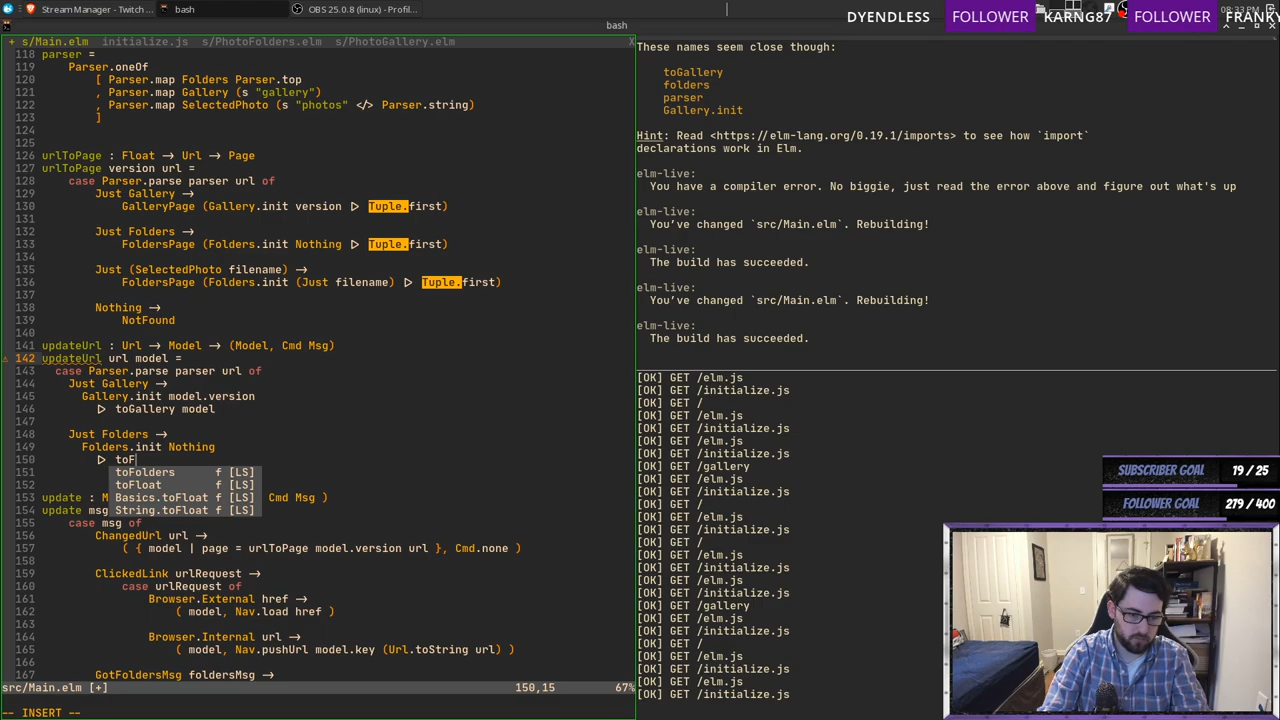 Stream Manager - Twitch
bash
OBS 25.0.8 (linux) - Profil...
08:33 PM
bash
DYENDLESS FOLLOWER KARNG87 FOLLOWER FRANKY
+ s/Main.elm initialize.js s/PhotoFolders.elm s/PhotoGallery.elm X
118 parser =
119 Parser.oneOf
120 [ Parser.map Folders Parser.top
121 , Parser.map Gallery (s "gallery")
122 , Parser.map SelectedPhoto (s "photos" </> Parser.string)
123 ]
124
125
126 urlToPage : Float -> Url -> Page
127 urlToPage version url =
128 case Parser.parse parser url of
129 Just Gallery ->
130 GalleryPage (Gallery.init version |> Tuple.first)
131
132 Just Folders ->
133 FoldersPage (Folders.init Nothing |> Tuple.first)
134
135 Just (SelectedPhoto filename) ->
136 FoldersPage (Folders.init (Just filename) |> Tuple.first)
137
138 Nothing ->
139 NotFound
140
141 updateUrl : Url -> Model -> (Model, Cmd Msg)
142 updateUrl url model =
143 case Parser.parse parser url of
144 Just Gallery ->
145 Gallery.init model.version
146 |> toGallery model
147
148 Just Folders ->
149 Folders.init Nothing
150 |> toF
151 toFolders f [LS]
152 toFloat f [LS]
153 update : M Basics.toFloat f [LS] Cmd Msg )
154 update msg String.toFloat f [LS]
155 case msg of
156 ChangedUrl url ->
157 ( { model | page = urlToPage model.version url }, Cmd.none )
158
159 ClickedLink urlRequest ->
160 case urlRequest of
161 Browser.External href ->
162 ( model, Nav.load href )
163
164 Browser.Internal url ->
165 ( model, Nav.pushUrl model.key (Url.toString url) )
166
167 GotFoldersMsg foldersMsg ->
src/Main.elm [+] 150,15 67%
-- INSERT --
These names seem close though:
toGallery
folders
parser
Gallery.init
Hint: Read <https://elm-lang.org/0.19.1/imports> to see how `import`
declarations work in Elm.
elm-live:
You have a compiler error. No biggie, just read the error above and figure out what's up
elm-live:
You've changed `src/Main.elm`. Rebuilding!
elm-live:
The build has succeeded.
elm-live:
You've changed `src/Main.elm`. Rebuilding!
elm-live:
The build has succeeded.
[OK] GET /elm.js
[OK] GET /initialize.js
[OK] GET /
[OK] GET /elm.js
[OK] GET /initialize.js
[OK] GET /elm.js
[OK] GET /initialize.js
[OK] GET /gallery
[OK] GET /elm.js
[OK] GET /initialize.js
[OK] GET /
[OK] GET /elm.js
[OK] GET /initialize.js
[OK] GET /
[OK] GET /elm.js
[OK] GET /initialize.js
[OK] GET /elm.js
[OK] GET /initialize.js
[OK] GET /gallery
[OK] GET /elm.js
[OK] GET /initialize.js
[OK] GET /
[OK] GET /elm.js
[OK] GET /initialize.js
[OK] GET /elm.js
[OK] GET /initialize.js
SUBSCRIBER GOAL 19 / 25
FOLLOWER GOAL 279 / 400